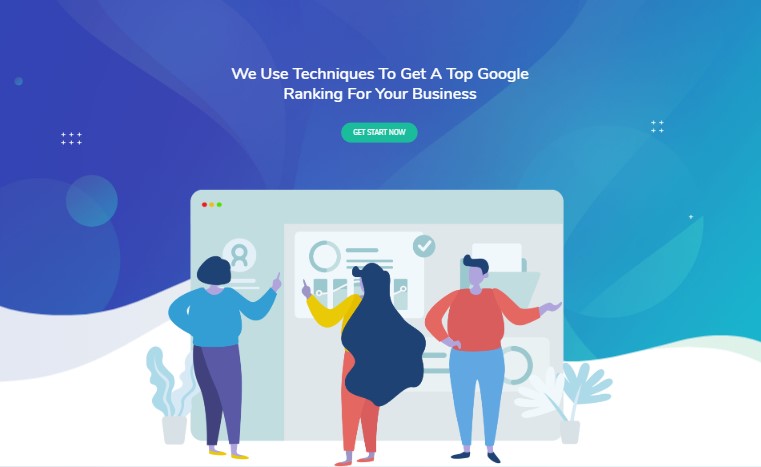 We Use Techniques To Get A Top Google
Ranking For Your Business
GET START NOW